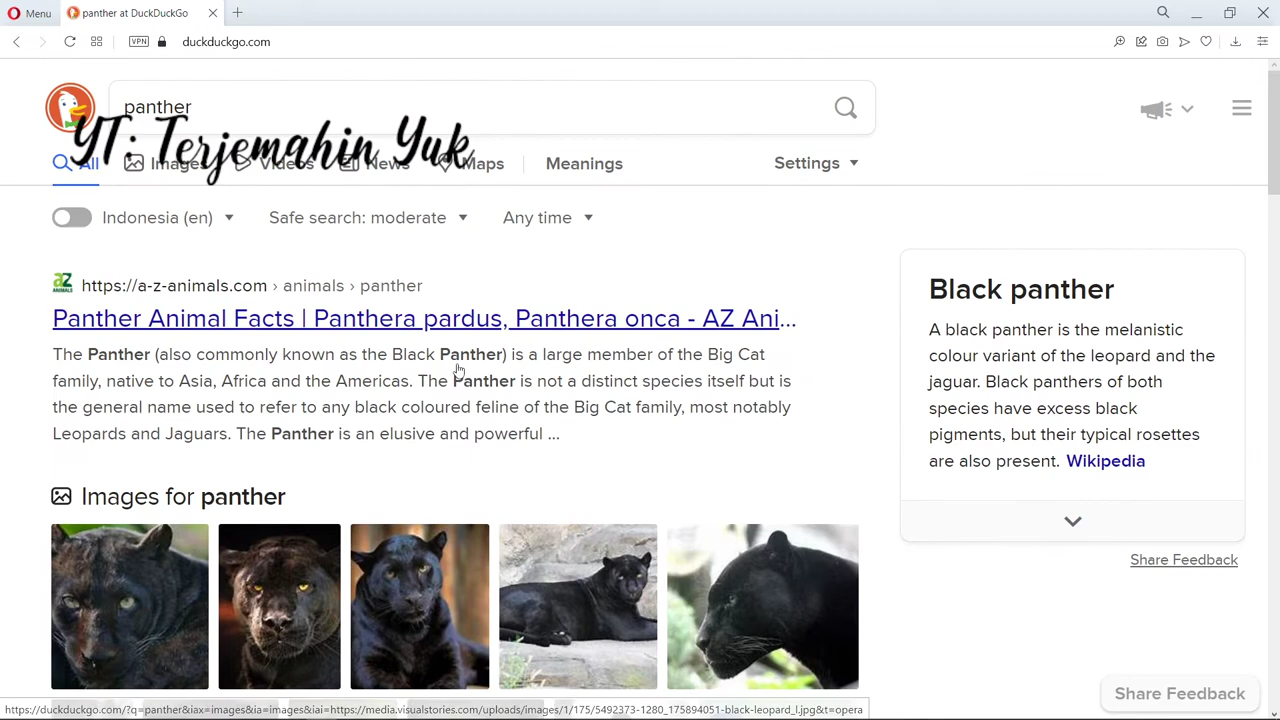 Menu
panther at DuckDuckGo
VPN
duckduckgo.com
panther
YT: Terjemahin Yuk
All
Images
Videos
News
Maps
Meanings
Settings
Indonesia (en)
Safe search: moderate
Any time
https://a-z-animals.com › animals › panther
Panther Animal Facts | Panthera pardus, Panthera onca - AZ Ani...
The Panther (also commonly known as the Black Panther) is a large member of the Big Cat
family, native to Asia, Africa and the Americas. The Panther is not a distinct species itself but is
the general name used to refer to any black coloured feline of the Big Cat family, most notably
Leopards and Jaguars. The Panther is an elusive and powerful ...
Images for panther
Black panther
A black panther is the melanistic
colour variant of the leopard and the
jaguar. Black panthers of both
species have excess black
pigments, but their typical rosettes
are also present. Wikipedia
Share Feedback
Share Feedback
https://duckduckgo.com/?q=panther&iax=images&ia=images&iai=https://media.visualstories.com/uploads/images/1/175/5492373-1280_175894051-black-leopard_l.jpg&t=opera